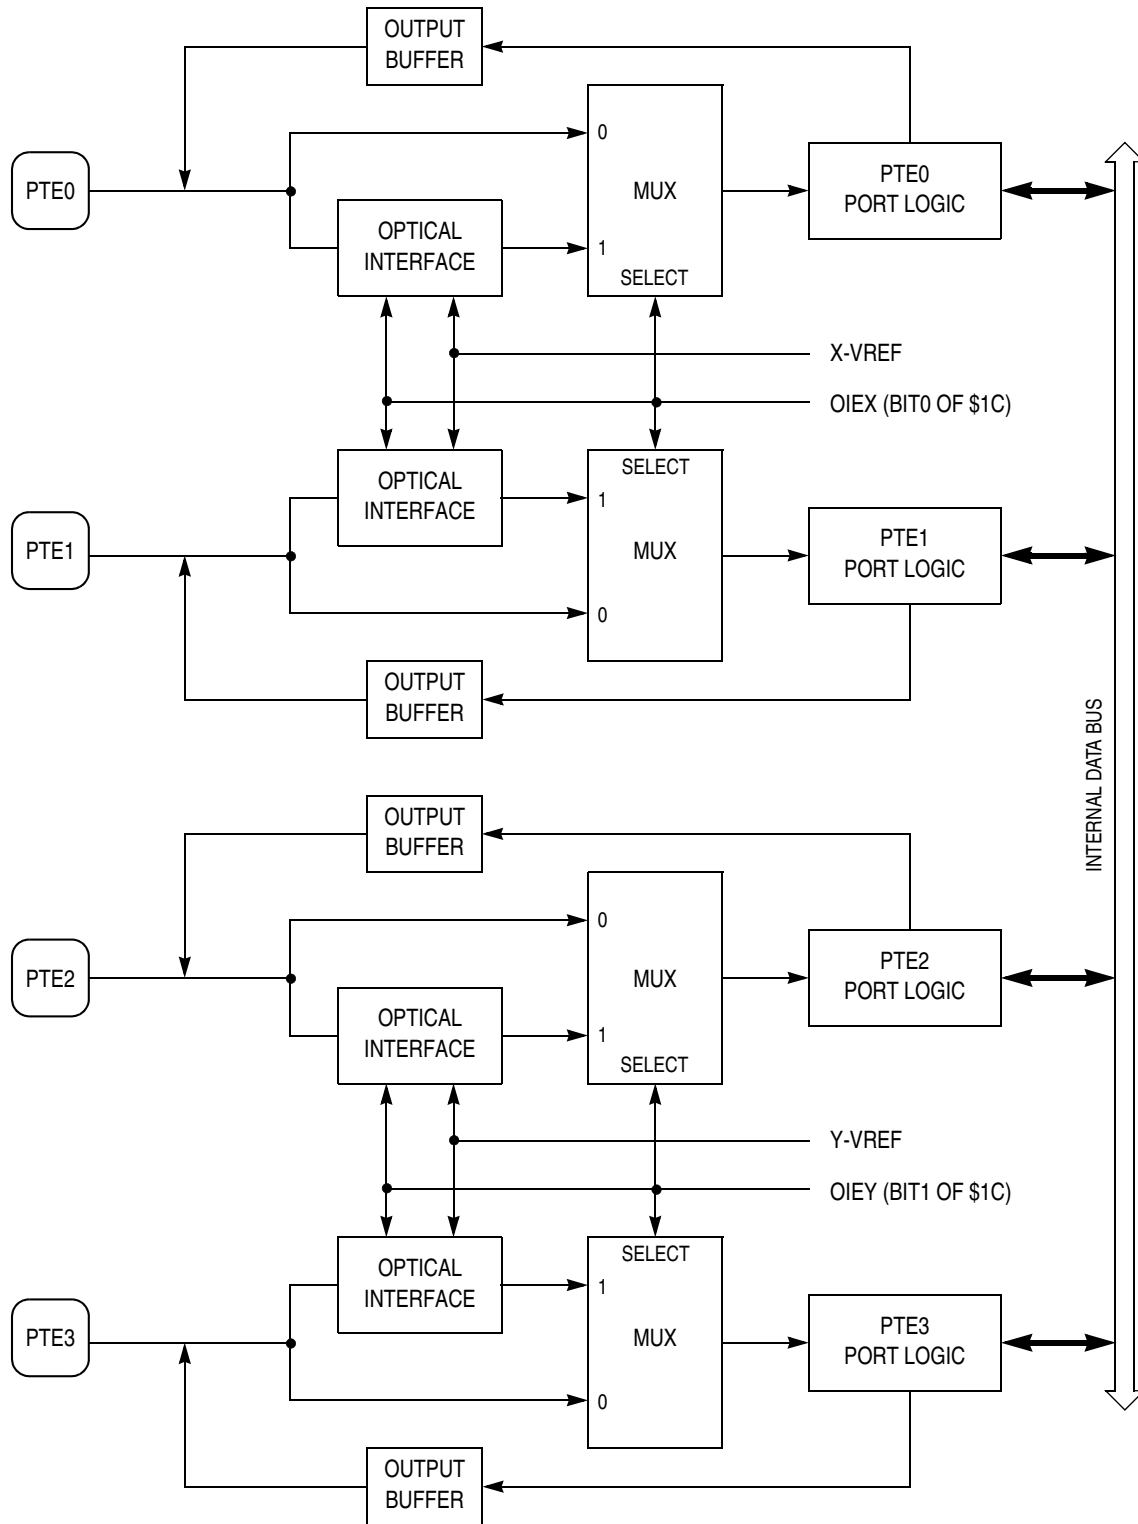 OUTPUT
BUFFER
0
PTE0
MUX
PTE0
PORT LOGIC
OPTICAL
INTERFACE
1
SELECT
X-VREF
OIEX (BIT0 OF $1C)
SELECT
OPTICAL
INTERFACE
1
PTE1
MUX
PTE1
PORT LOGIC
0
OUTPUT
BUFFER
INTERNAL DATA BUS
OUTPUT
BUFFER
0
PTE2
MUX
PTE2
PORT LOGIC
OPTICAL
INTERFACE
1
SELECT
Y-VREF
OIEY (BIT1 OF $1C)
SELECT
OPTICAL
INTERFACE
1
PTE3
MUX
PTE3
PORT LOGIC
0
OUTPUT
BUFFER